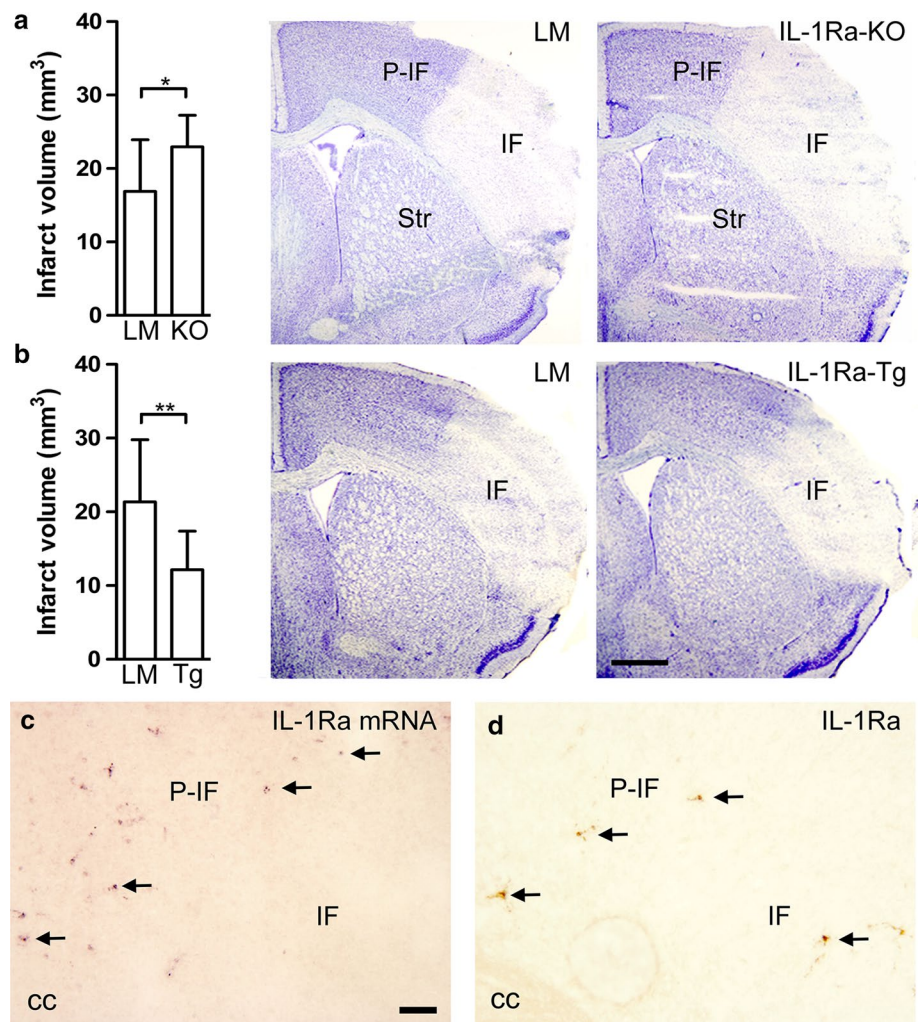 a
Infarct volume (mm³)
40
30
20
10
0
*
LM KO
LM
P-IF
IF
Str
IL-1Ra-KO
P-IF
IF
Str
b
Infarct volume (mm³)
40
30
20
10
0
**
LM Tg
LM
IF
IL-1Ra-Tg
IF
c
IL-1Ra mRNA
P-IF
IF
cc
d
IL-1Ra
P-IF
IF
cc